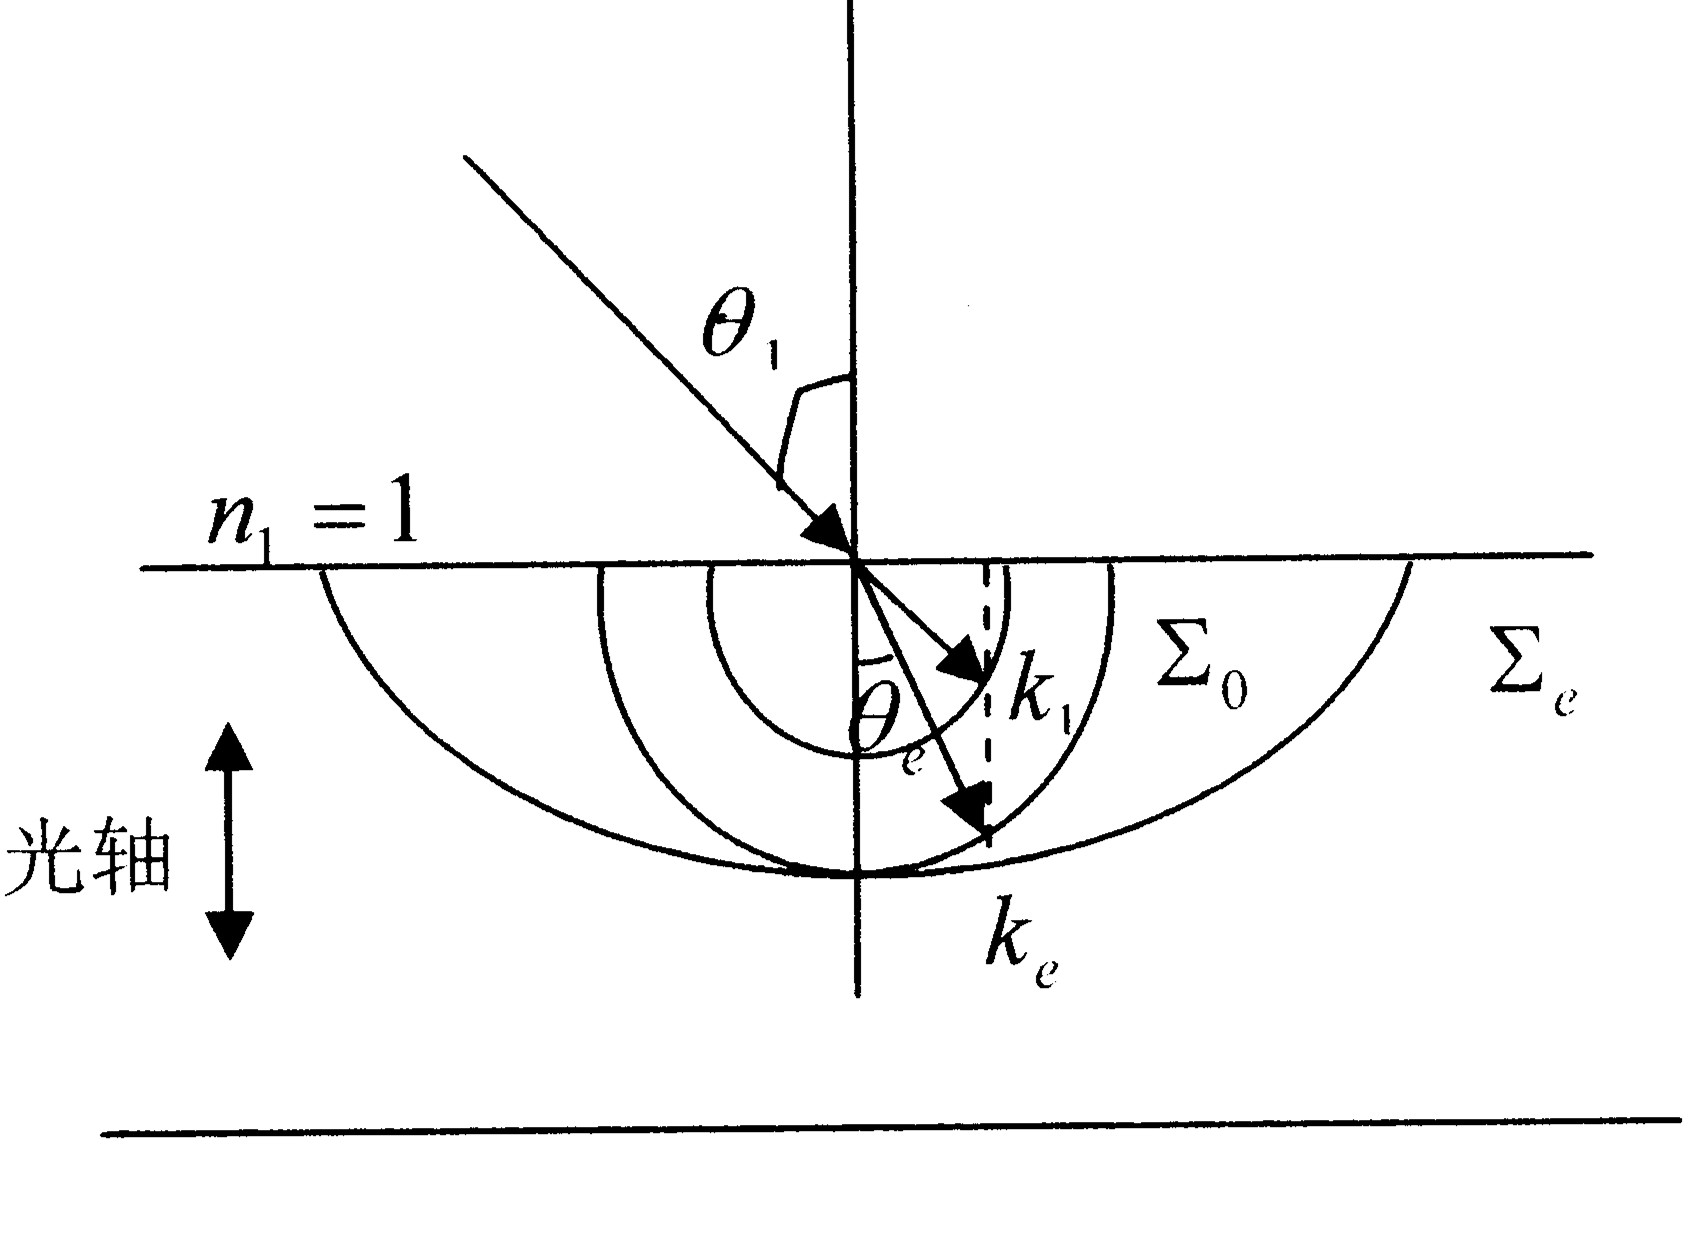 θ₁
n₁ = 1
Σ₀
Σₑ
k₁
θₑ
光轴
kₑ